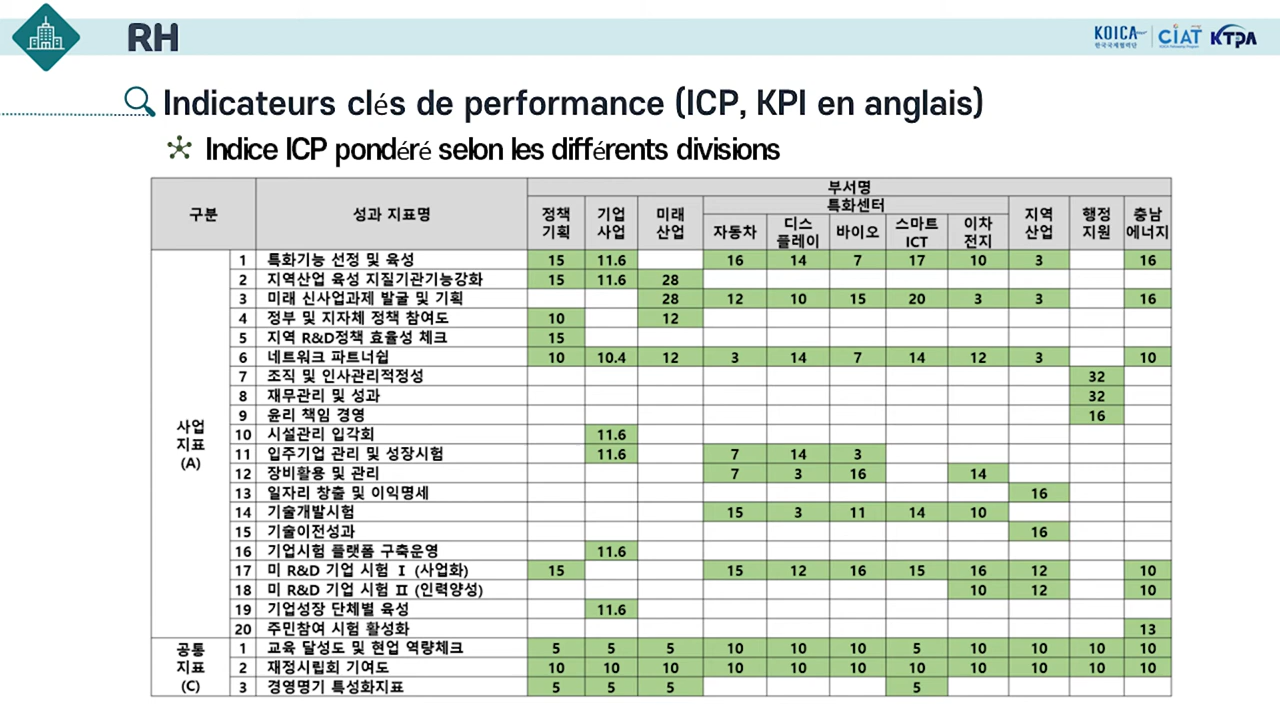 RH
KOICA
한국국제협력단
CIAT
KTPA
Indicateurs clés de performance (ICP, KPI en anglais)
Indice ICP pondéré selon les différents divisions
구분 성과 지표명 부서명
정책 기획 기업 사업 미래 산업 특화센터 지역 산업 행정 지원 충남 에너지
자동차 디스 플레이 바이오 스마트 ICT 이차 전지
사업 지표 (A)
1 특화기능 선정 및 육성 15 11.6 16 14 7 17 10 3 16
2 지역산업 육성 지질기관기능강화 15 11.6 28
3 미래 신사업과제 발굴 및 기획 28 12 10 15 20 3 3 16
4 정부 및 지자체 정책 참여도 10 12
5 지역 R&D정책 효율성 체크 15
6 네트워크 파트너쉽 10 10.4 12 3 14 7 14 12 3 10
7 조직 및 인사관리적정성 32
8 재무관리 및 성과 32
9 윤리 책임 경영 16
10 시설관리 입각회 11.6
11 입주기업 관리 및 성장시험 11.6 7 14 3
12 장비활용 및 관리 7 3 16 14
13 일자리 창출 및 이익명세 16
14 기술개발시험 15 3 11 14 10
15 기술이전성과 16
16 기업시험 플랫폼 구축운영 11.6
17 미 R&D 기업 시험 Ⅰ (사업화) 15 15 12 16 15 16 12 10
18 미 R&D 기업 시험 Ⅱ (인력양성) 10 12 10
19 기업성장 단체별 육성 11.6
20 주민참여 시험 활성화 13
공통 지표 (C)
1 교육 달성도 및 현업 역량체크 5 5 5 10 10 10 5 10 10 10 10
2 재정시립회 기여도 10 10 10 10 10 10 10 10 10 10 10
3 경영명기 특성화지표 5 5 5 5